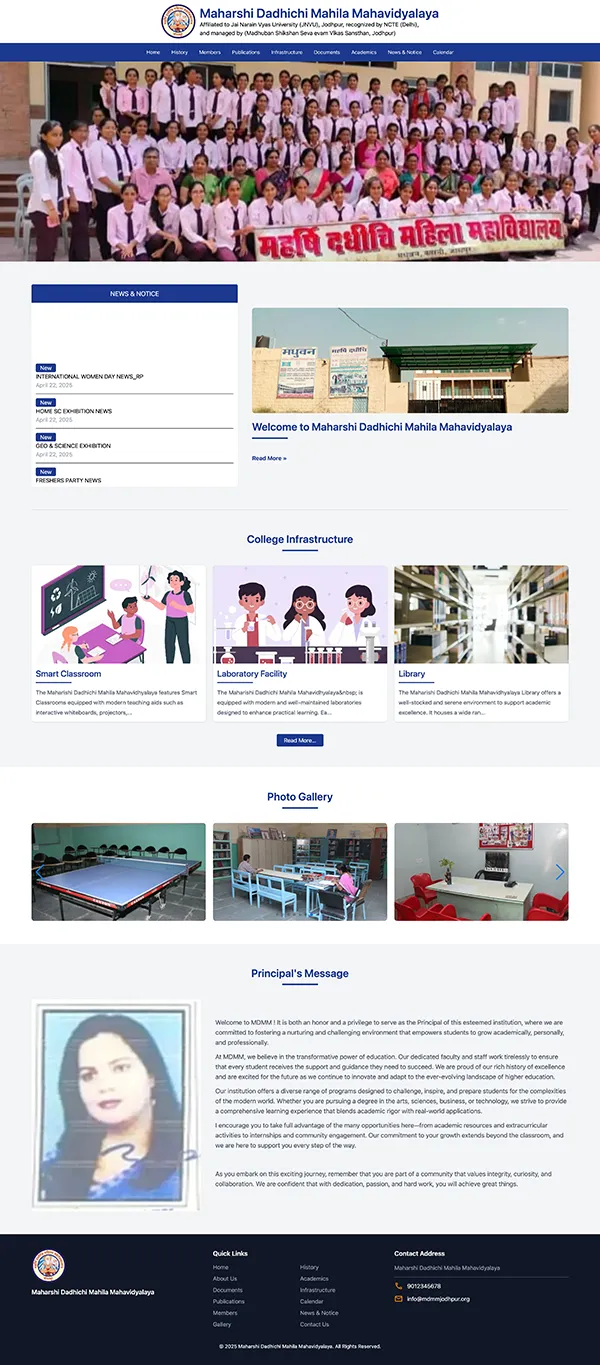 Maharshi Dadhichi Mahila Mahavidyalaya
Affiliated to Jai Narain Vyas University (JNVU), Jodhpur, recognized by NCTE (Delhi),
and managed by (Madhuban Shikshan Seva evam Vikas Sansthan, Jodhpur)
Home History Members Publications Infrastructure Documents Academics News & Notice Calendar
महर्षि दधीचि महिला महाविद्यालय
NEWS & NOTICE
New
INTERNATIONAL WOMEN DAY NEWS_RP
April 22, 2025
New
HOME SC EXHIBITION NEWS
April 22, 2025
New
GEO & SCIENCE EXHIBITION
April 22, 2025
New
FRESHERS PARTY NEWS
मधुवन
महर्षि दधीचि
Welcome to Maharshi Dadhichi Mahila Mahavidyalaya
Read More »
College Infrastructure
Smart Classroom
The Maharishi Dadhichi Mahila Mahavidyalaya features Smart
Classrooms equipped with modern teaching aids such as
interactive whiteboards, projectors,...
Laboratory Facility
The Maharishi Dadhichi Mahila Mahavidhyalaya&nbsp; is
equipped with modern and well-maintained laboratories
designed to enhance practical learning. Ea...
Library
The Maharishi Dadhichi Mahila Mahavidhyalaya Library offers a
well-stocked and serene environment to support academic
excellence. It houses a wide ran...
Read More...
Photo Gallery
Principal's Message
Welcome to MDMM ! It is both an honor and a privilege to serve as the Principal of this esteemed institution, where we are
committed to fostering a nurturing and challenging environment that empowers students to grow academically, personally,
and professionally.
At MDMM, we believe in the transformative power of education. Our dedicated faculty and staff work tirelessly to ensure
that every student receives the support and guidance they need to succeed. We are proud of our rich history of excellence
and are excited for the future as we continue to innovate and adapt to the ever-evolving landscape of higher education.
Our institution offers a diverse range of programs designed to challenge, inspire, and prepare students for the complexities
of the modern world. Whether you are pursuing a degree in the arts, sciences, business, or technology, we strive to provide
a comprehensive learning experience that blends academic rigor with real-world applications.
I encourage you to take full advantage of the many opportunities here—from academic resources and extracurricular
activities to internships and community engagement. Our commitment to your growth extends beyond the classroom, and
we are here to support you every step of the way.
As you embark on this exciting journey, remember that you are part of a community that values integrity, curiosity, and
collaboration. We are confident that with dedication, passion, and hard work, you will achieve great things.
Maharshi Dadhichi Mahila Mahavidyalaya
Quick Links
Home History
About Us Academics
Documents Infrastructure
Publications Calendar
Members News & Notice
Gallery Contact Us
Contact Address
Maharshi Dadhichi Mahila Mahavidyalaya
9012345678
info@mdmmjodhpur.org
© 2025 Maharshi Dadhichi Mahila Mahavidyalaya. All Rights Reserved.